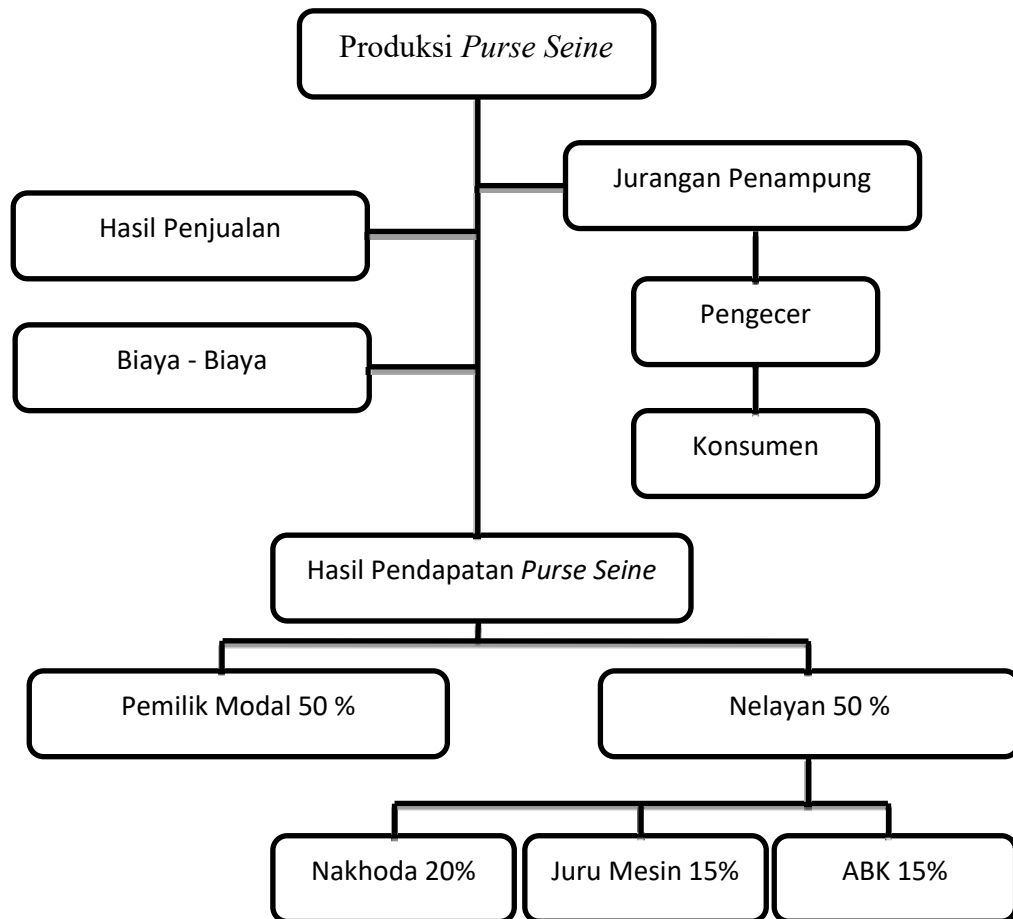 Produksi Purse Seine
Jurangan Penampung
Hasil Penjualan
Pengecer
Biaya - Biaya
Konsumen
Hasil Pendapatan Purse Seine
Pemilik Modal 50 %
Nelayan 50 %
Nakhoda 20%
Juru Mesin 15%
ABK 15%